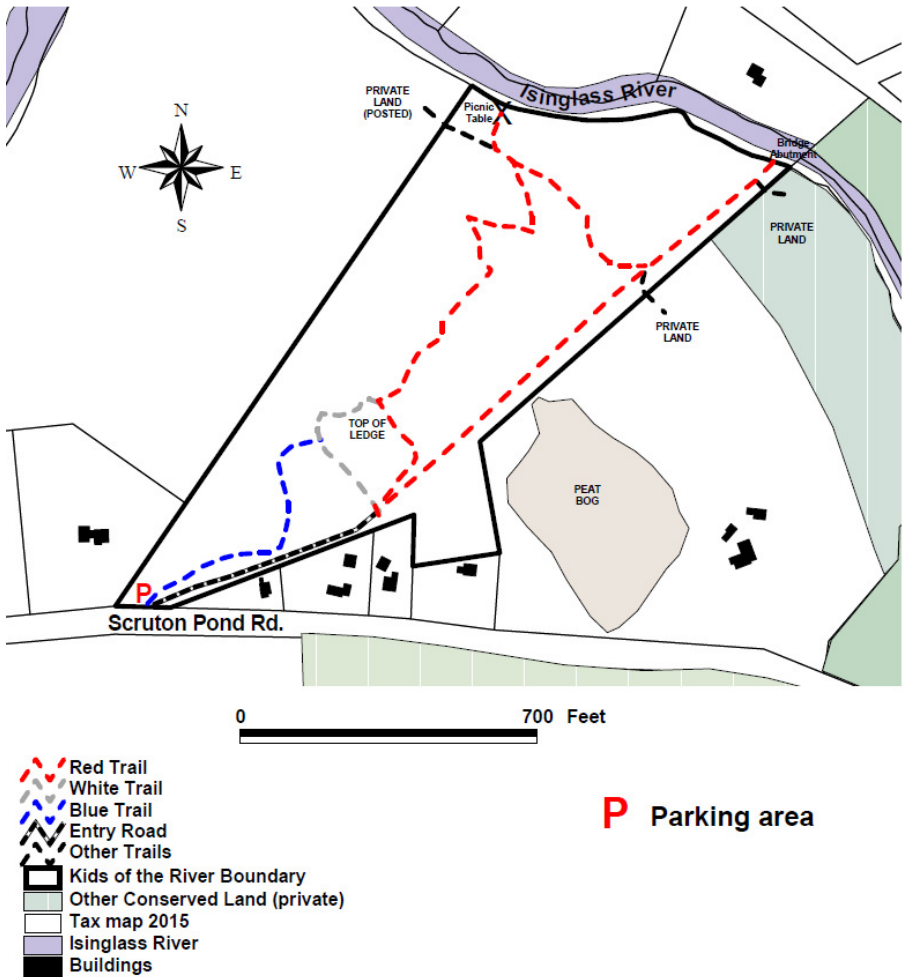 PRIVATE
LAND
(POSTED)
Isinglass River
Picnic
Table
X
N
W
E
S
Bridge
Abutment
PRIVATE
LAND
PRIVATE
LAND
TOP OF
LEDGE
PEAT
BOG
P
Scruton Pond Rd.
0
700 Feet
Red Trail
White Trail
Blue Trail
Entry Road
Other Trails
Kids of the River Boundary
Other Conserved Land (private)
Tax map 2015
Isinglass River
Buildings
P Parking area